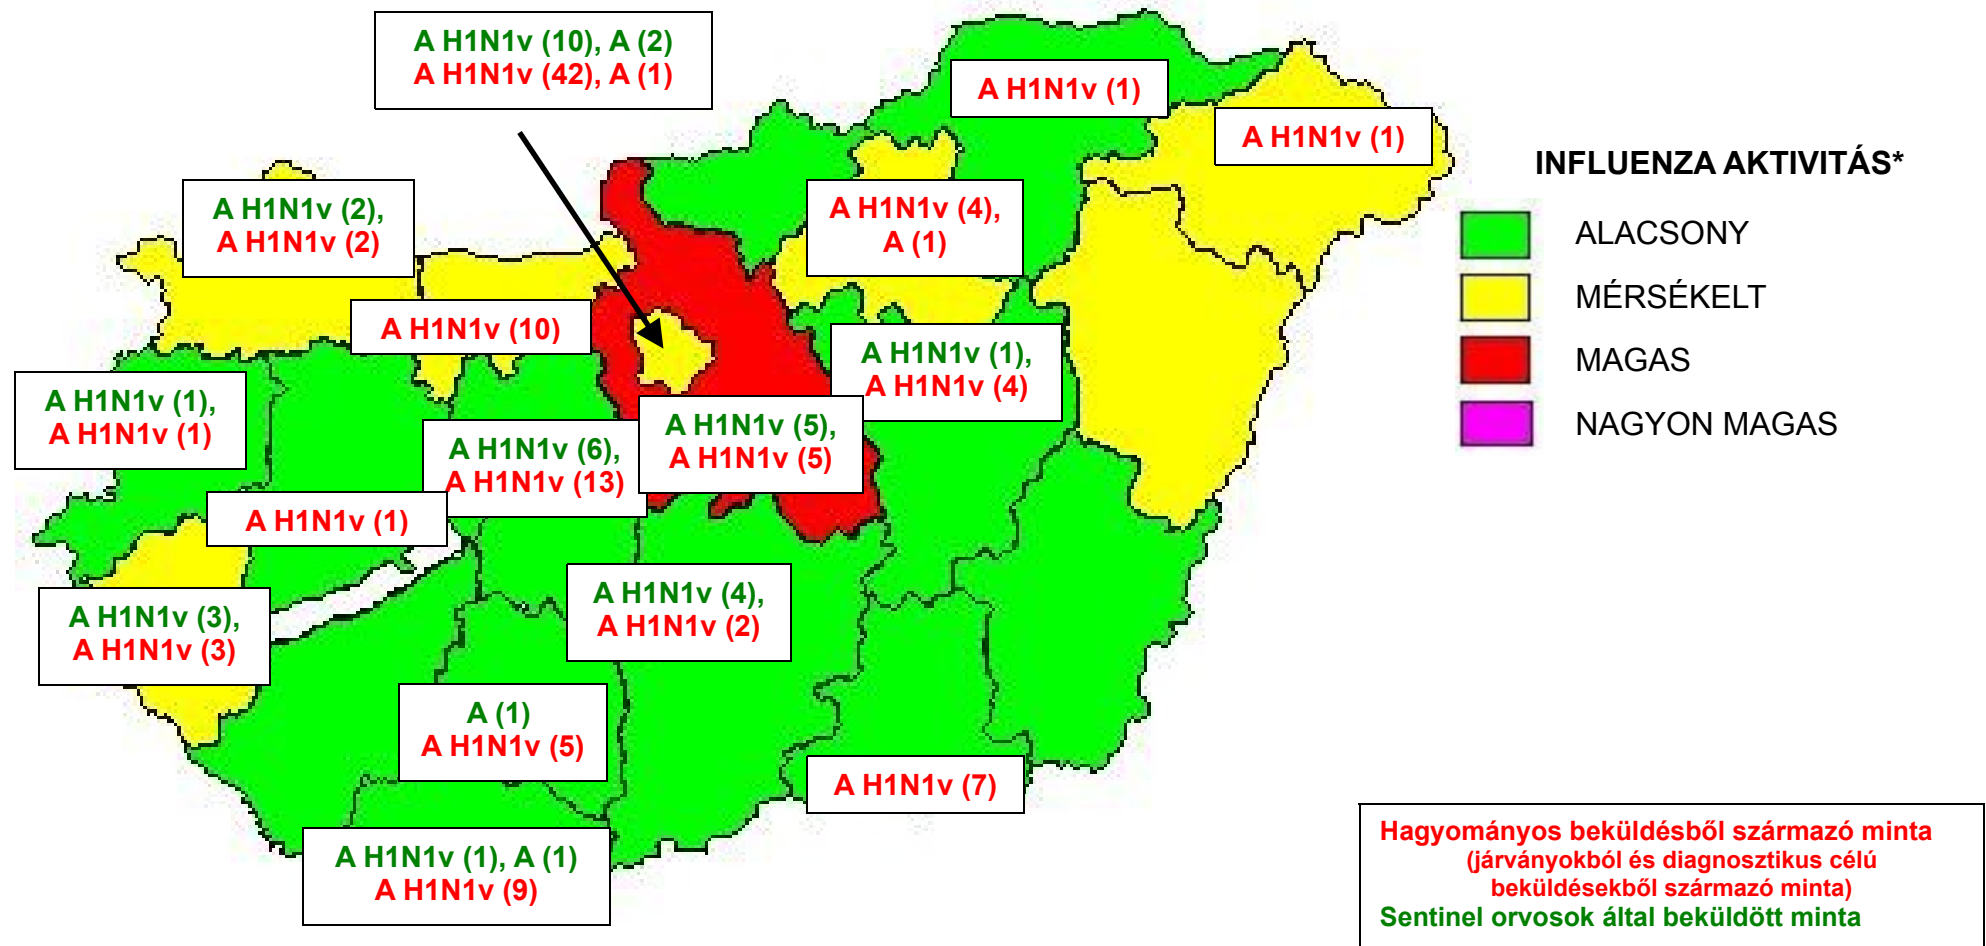 A H1N1v (10), A (2)
A H1N1v (42), A (1)
A H1N1v (1)
A H1N1v (1)
INFLUENZA AKTIVITÁS*
ALACSONY
MÉRSÉKELT
MAGAS
NAGYON MAGAS
A H1N1v (2),
A H1N1v (2)
A H1N1v (4),
A (1)
A H1N1v (10)
A H1N1v (1),
A H1N1v (4)
A H1N1v (1),
A H1N1v (1)
A H1N1v (6),
A H1N1v (13)
A H1N1v (5),
A H1N1v (5)
A H1N1v (1)
A H1N1v (3),
A H1N1v (3)
A H1N1v (4),
A H1N1v (2)
A (1)
A H1N1v (5)
A H1N1v (7)
A H1N1v (1), A (1)
A H1N1v (9)
Hagyományos beküldésből származó minta
(járványokból és diagnosztikus célú
beküldésekből származó minta)
Sentinel orvosok által beküldött minta